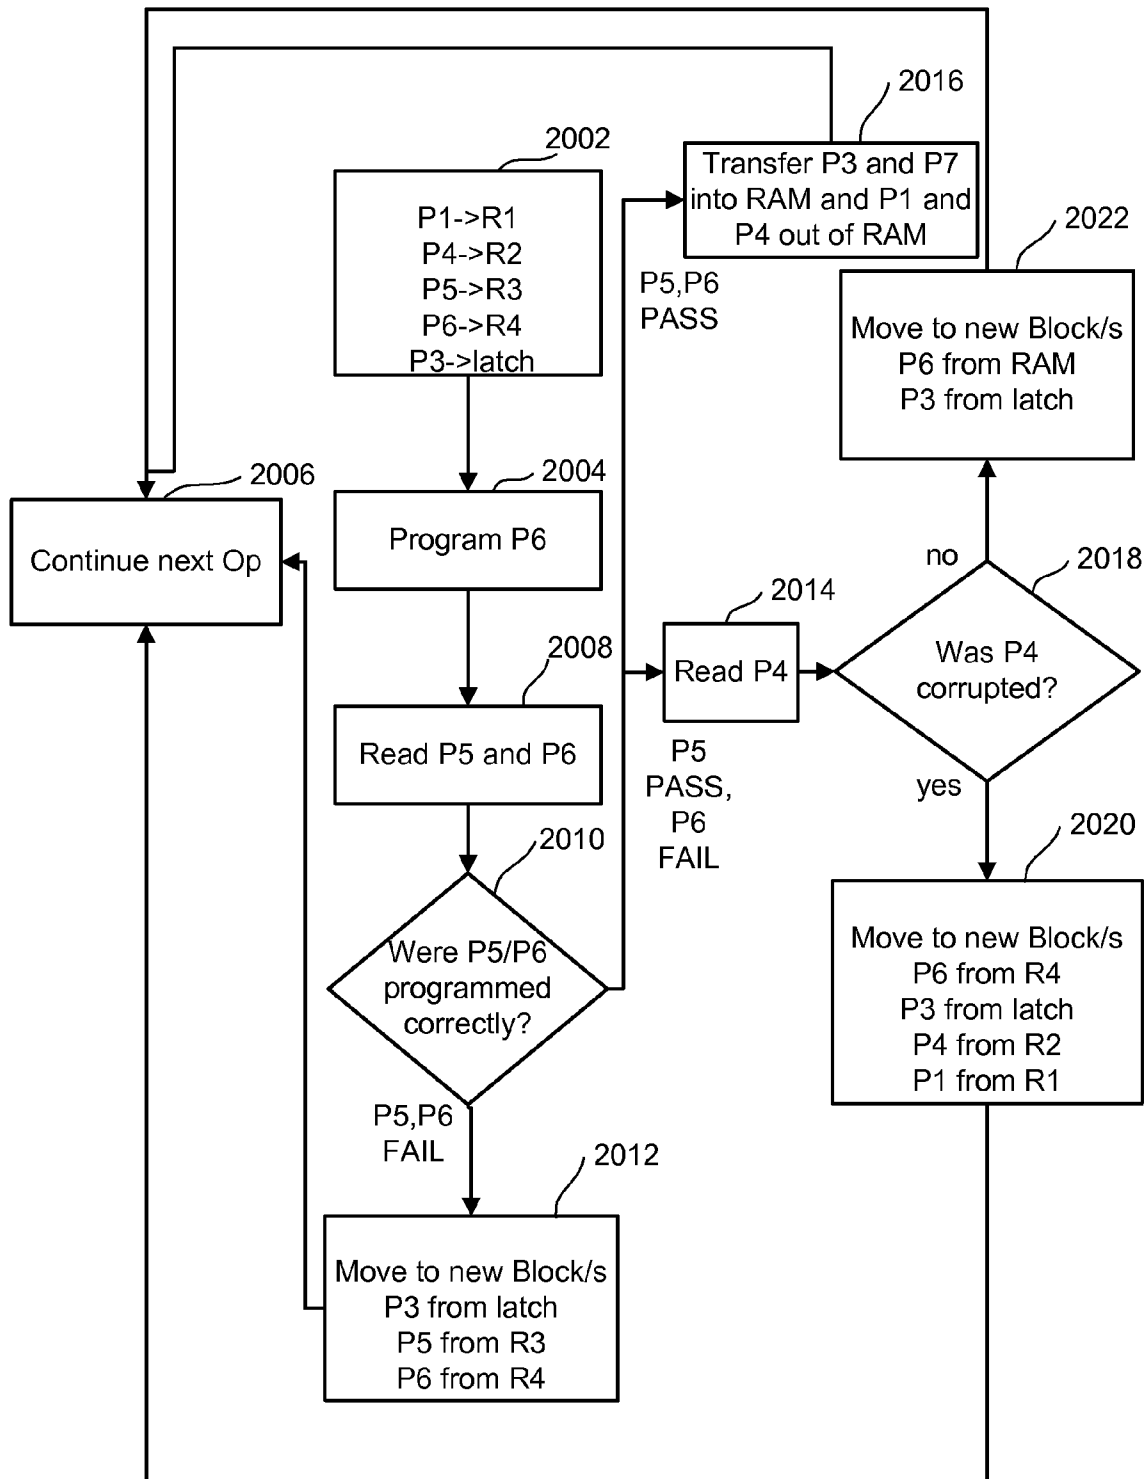 2016
2002
Transfer P3 and P7
into RAM and P1 and
P4 out of RAM
P1->R1
P4->R2
P5->R3
P6->R4
P3->latch
2022
P5,P6
PASS
Move to new Block/s
P6 from RAM
P3 from latch
2006
Continue next Op
2004
Program P6
no
2018
2014
Read P4
Was P4
corrupted?
2008
Read P5 and P6
P5
PASS,
P6
FAIL
yes
2010
Were P5/P6
programmed
correctly?
2020
Move to new Block/s
P6 from R4
P3 from latch
P4 from R2
P1 from R1
P5,P6
FAIL
2012
Move to new Block/s
P3 from latch
P5 from R3
P6 from R4